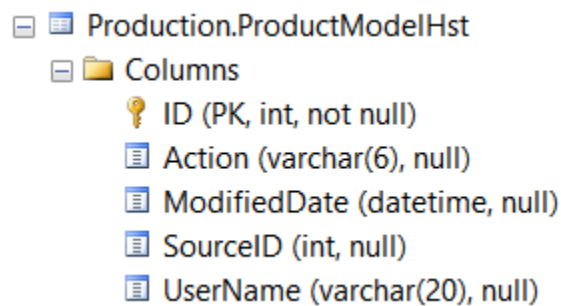 Production.ProductModelHst
Columns
ID (PK, int, not null)
Action (varchar(6), null)
ModifiedDate (datetime, null)
SourceID (int, null)
UserName (varchar(20), null)